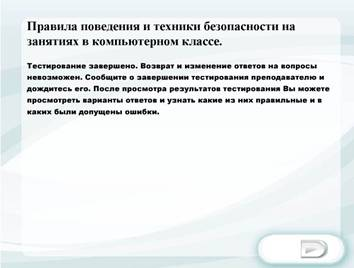 Правила поведения и техники безопасности на
занятиях в компьютерном классе.
Тестирование завершено. Возврат и изменение ответов на вопросы
невозможен. Сообщите о завершении тестирования преподавателю и
дождитесь его. После просмотра результатов тестирования Вы можете
просмотреть варианты ответов и узнать какие из них правильные и в
каких были допущены ошибки.